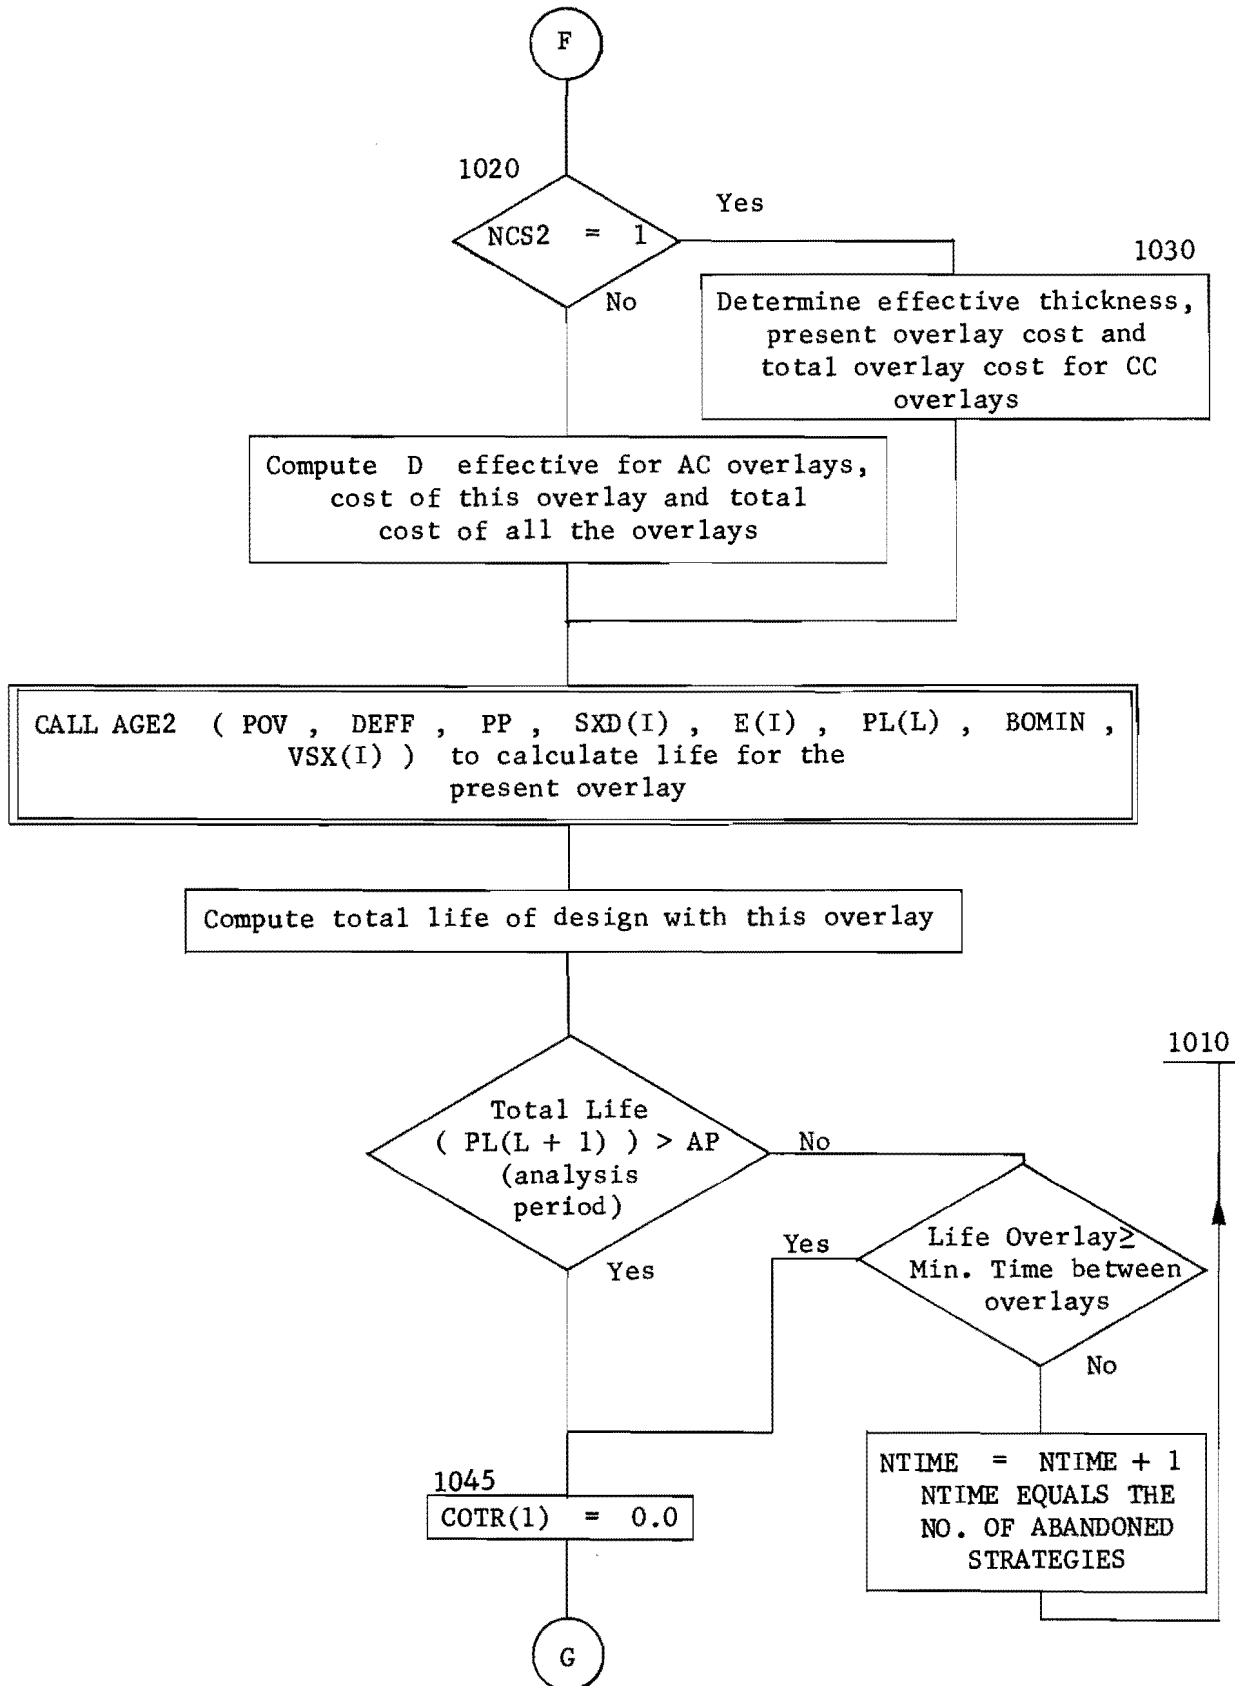 F
1020
NCS2 = 1
Yes
No
1030
Determine effective thickness,
present overlay cost and
total overlay cost for CC
overlays
Compute D effective for AC overlays,
cost of this overlay and total
cost of all the overlays
CALL AGE2 ( POV , DEFF , PP , SXD(I) , E(I) , PL(L) , BOMIN ,
VSX(I) ) to calculate life for the
present overlay
Compute total life of design with this overlay
Total Life
( PL(L + 1) ) > AP
(analysis
period)
No
Yes
1010
Life Overlay≥
Min. Time between
overlays
Yes
No
NTIME = NTIME + 1
NTIME EQUALS THE
NO. OF ABANDONED
STRATEGIES
1045
COTR(1) = 0.0
G